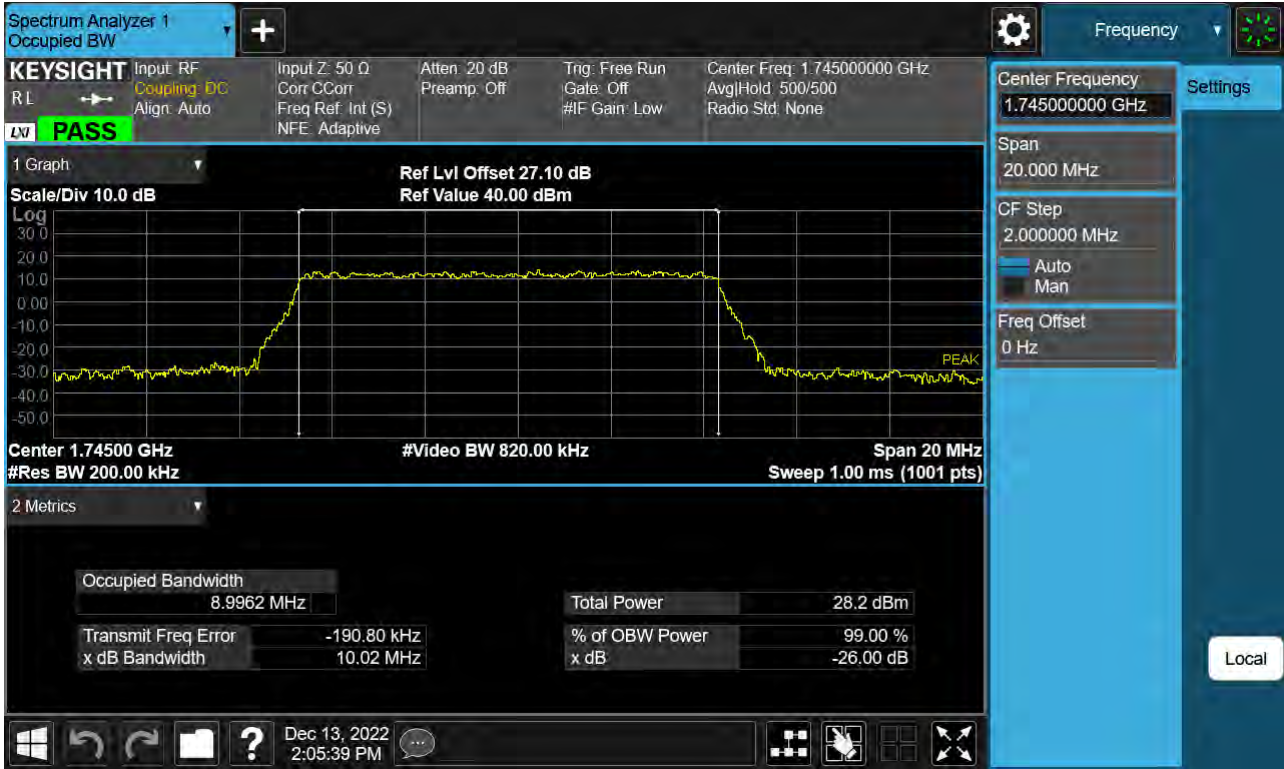 Spectrum Analyzer 1
Occupied BW
Frequency
KEYSIGHT
Input: RF
Coupling: DC
Align: Auto
Input Z: 50 Ω
Corr CCorr
Freq Ref: Int (S)
NFE: Adaptive
Atten: 20 dB
Preamp: Off
Trig: Free Run
Gate: Off
#IF Gain: Low
Center Freq: 1.745000000 GHz
Avg|Hold: 500/500
Radio Std: None
R L
LXI
PASS
Center Frequency
1.745000000 GHz
Settings
Span
20.000 MHz
CF Step
2.000000 MHz
Auto
Man
Freq Offset
0 Hz
1 Graph
Scale/Div 10.0 dB
Ref Lvl Offset 27.10 dB
Ref Value 40.00 dBm
Log
30.0
20.0
10.0
0.00
-10.0
-20.0
-30.0
-40.0
-50.0
PEAK
Center 1.74500 GHz
#Video BW 820.00 kHz
Span 20 MHz
#Res BW 200.00 kHz
Sweep 1.00 ms (1001 pts)
2 Metrics
Occupied Bandwidth
8.9962 MHz
Total Power 28.2 dBm
Transmit Freq Error -190.80 kHz
% of OBW Power 99.00 %
x dB Bandwidth 10.02 MHz
x dB -26.00 dB
Local
?
Dec 13, 2022
2:05:39 PM